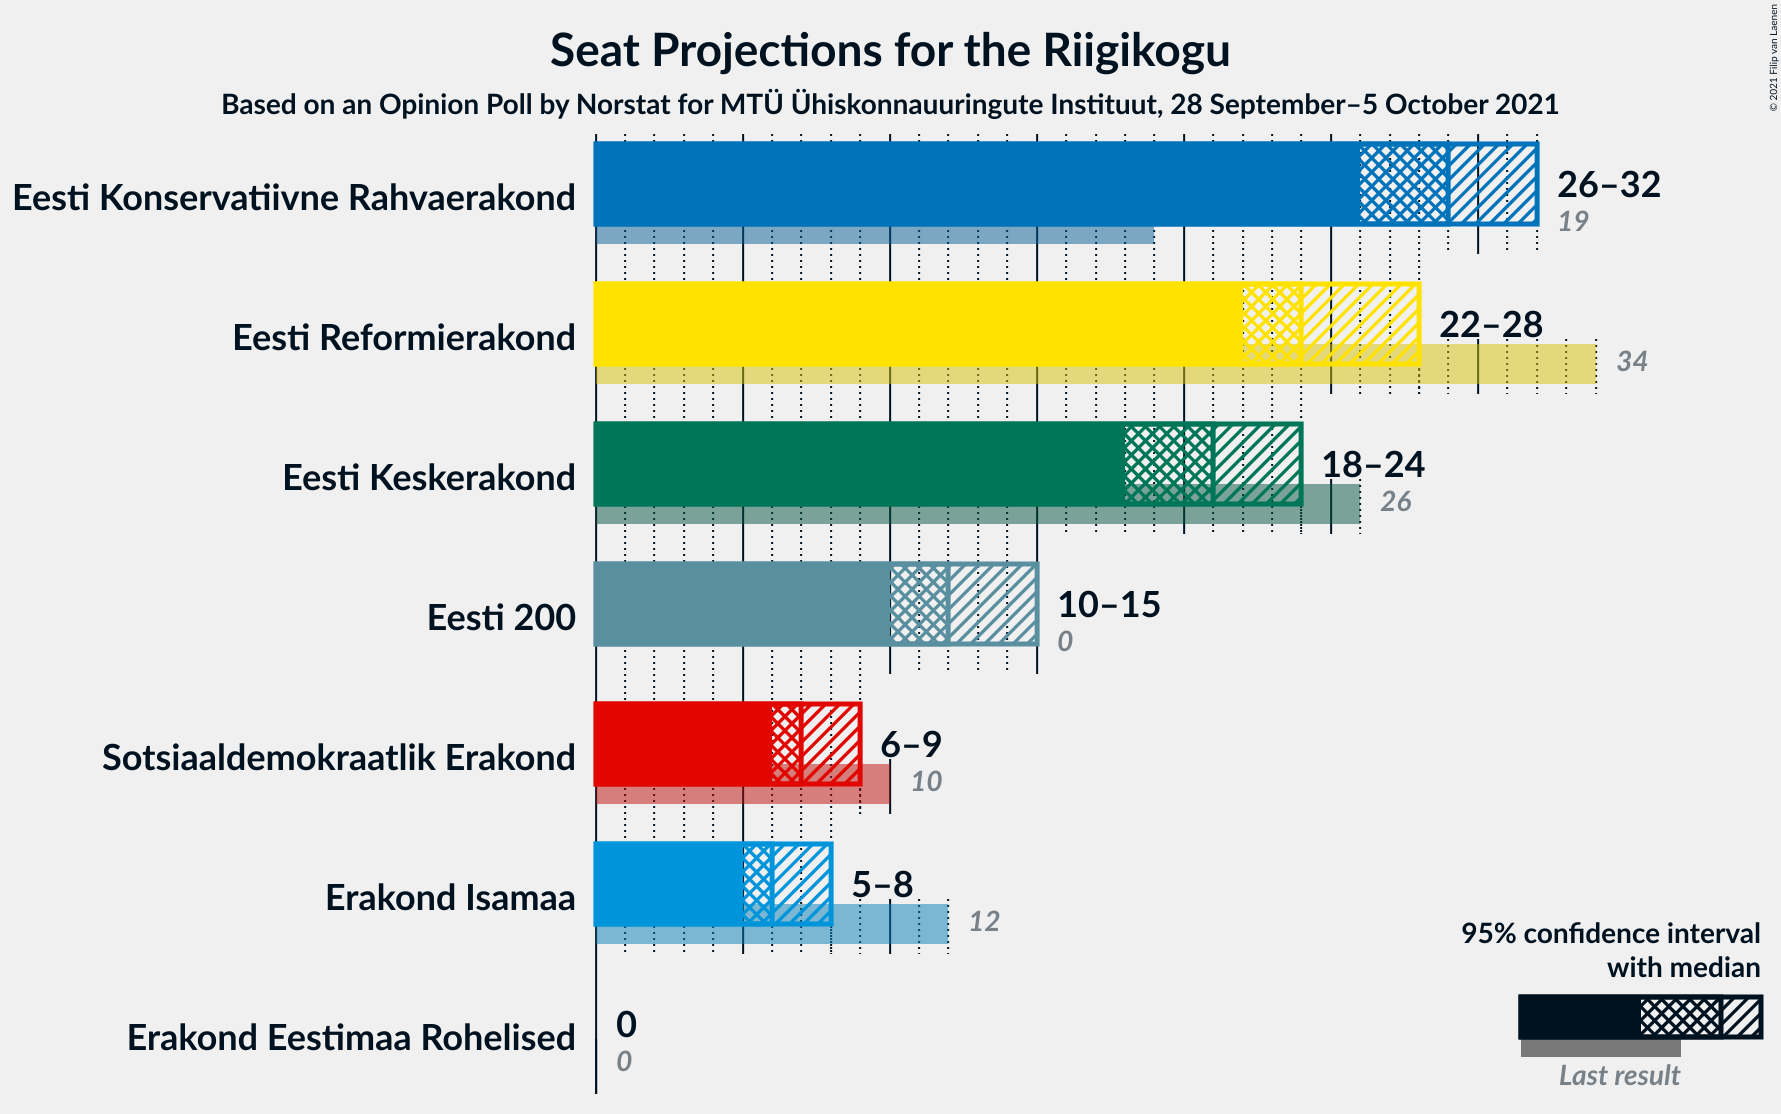 Seat Projections for the Riigikogu
Based on an Opinion Poll by Norstat for MTÜ Ühiskonnauuringute Instituut, 28 September–5 October 2021
© 2021 Filip van Laenen
Eesti Konservatiivne Rahvaerakond
26–32
19
Eesti Reformierakond
22–28
34
Eesti Keskerakond
18–24
26
Eesti 200
10–15
0
Sotsiaaldemokraatlik Erakond
6–9
10
Erakond Isamaa
5–8
12
Erakond Eestimaa Rohelised
0
0
95% confidence interval
with median
Last result